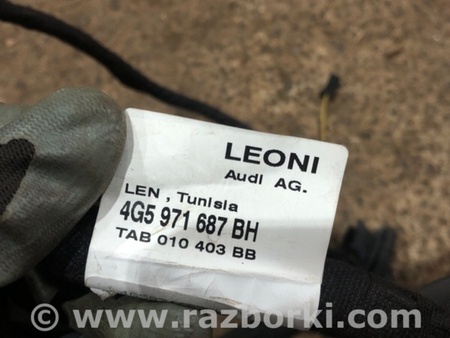 LEONI
Audi AG.
LEN , Tunisia
4G5 971 687 BH
TAB 010 403 BB
© www.razborki.com ®